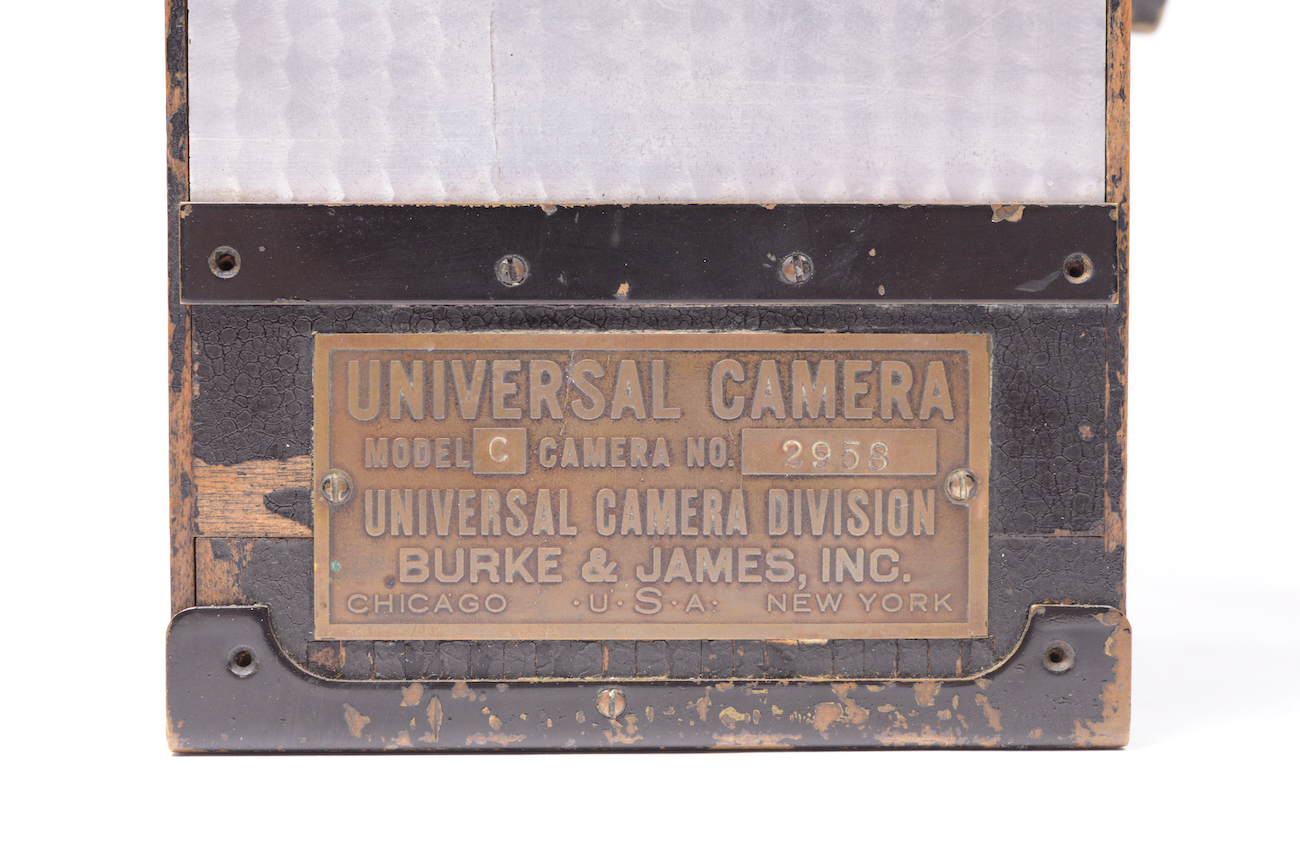 UNIVERSAL CAMERA
MODEL C CAMERA NO. 2958
UNIVERSAL CAMERA DIVISION
BURKE & JAMES, INC.
CHICAGO ·U·S·A· NEW YORK